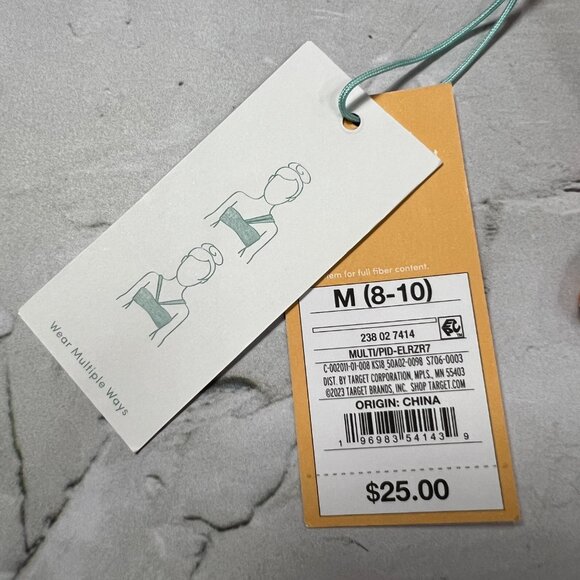 Wear Multiple Ways
for full fiber content.
M (8-10)
238 02 7414
MULTI/PID-ELRZR7
C-002011-01-008 KS18 50A02-0098 S706-0003
DIST. BY TARGET CORPORATION, MPLS., MN 55403
©2023 TARGET BRANDS, INC. SHOP TARGET.COM
ORIGIN: CHINA
1 96983 54143 9
$25.00